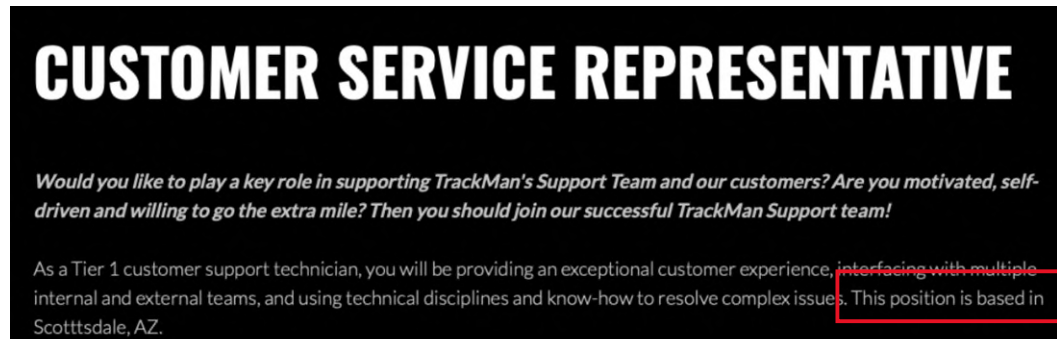 CUSTOMER SERVICE REPRESENTATIVE
Would you like to play a key role in supporting TrackMan's Support Team and our customers? Are you motivated, self-
driven and willing to go the extra mile? Then you should join our successful TrackMan Support team!
As a Tier 1 customer support technician, you will be providing an exceptional customer experience, interfacing with multiple
internal and external teams, and using technical disciplines and know-how to resolve complex issues. This position is based in
Scotttsdale, AZ.